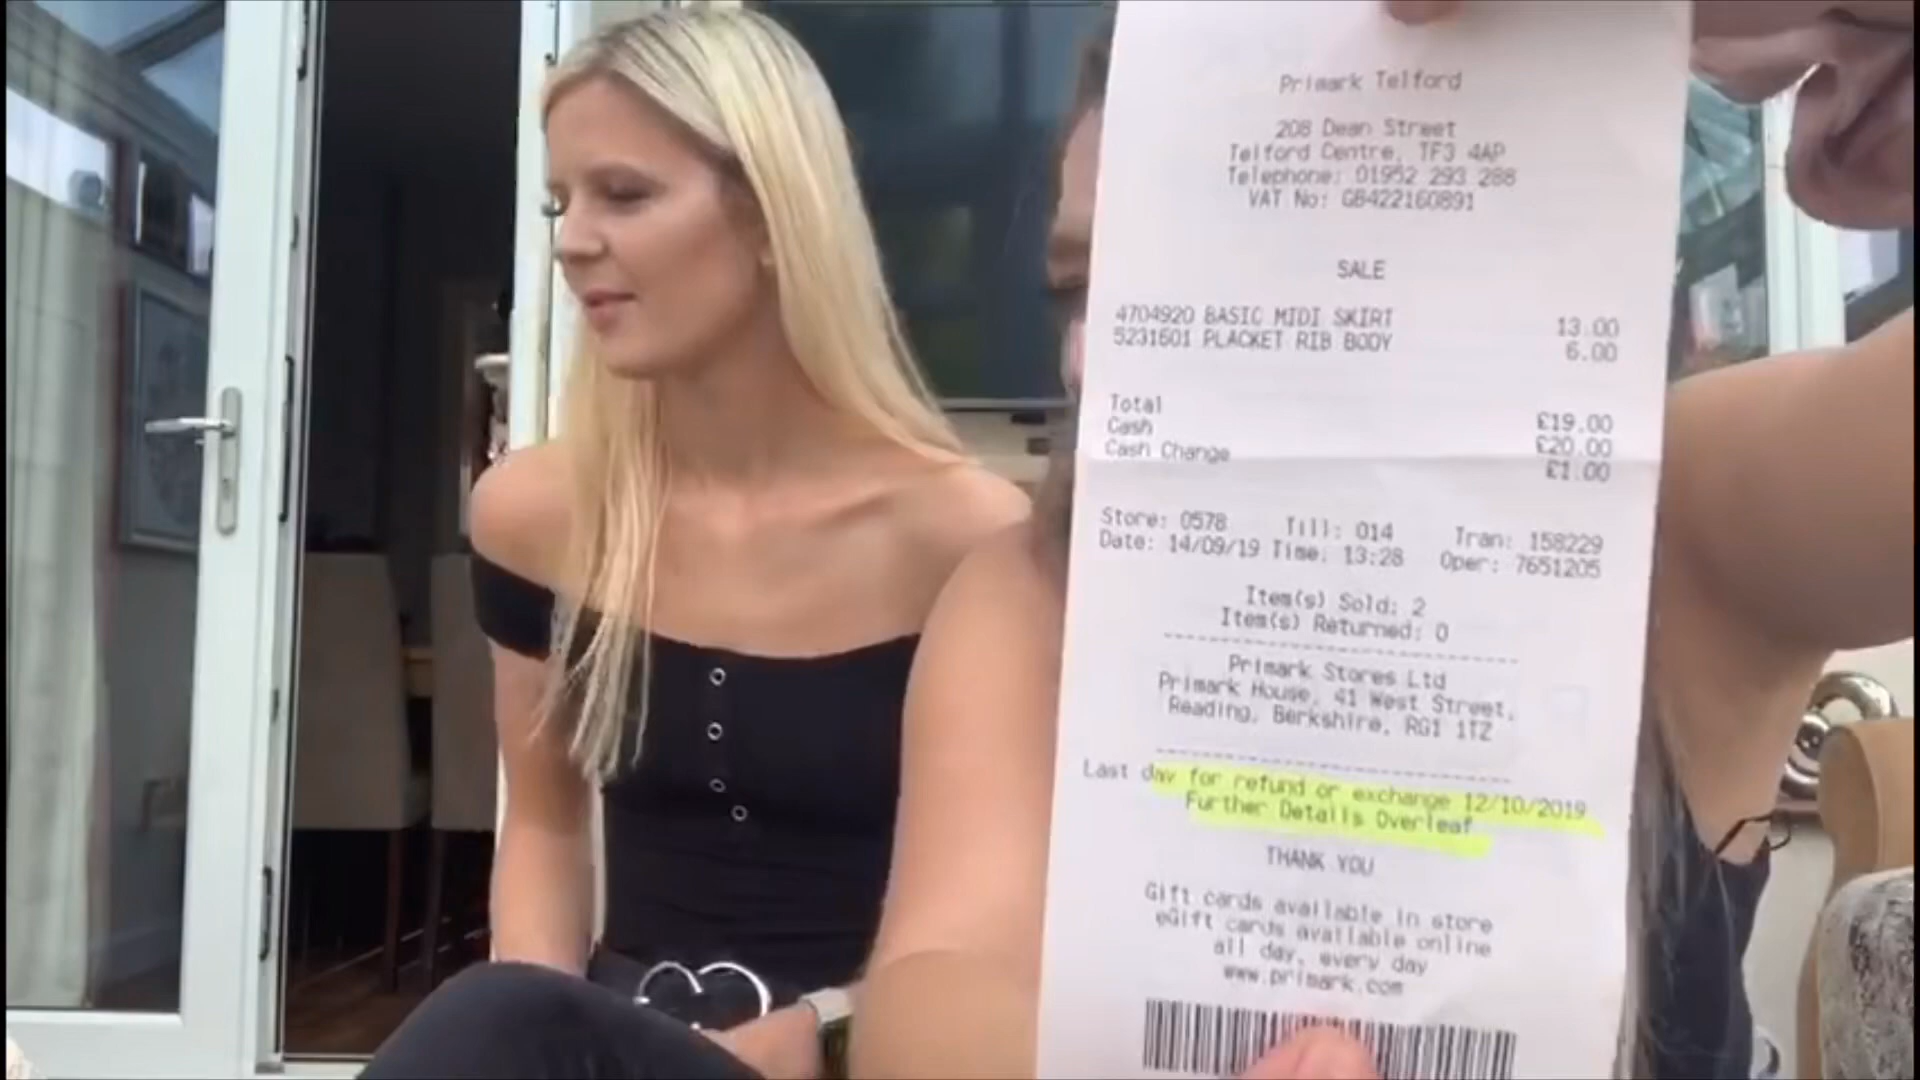 Primark Telford
208 Dean Street
Telford Centre, TF3 4AP
Telephone: 01952 293 288
VAT No: GB422160891
SALE
4704920 BASIC MIDI SKIRT 13.00
5231601 PLACKET RIB BODY 6.00
Total £19.00
Cash £20.00
Cash Change £1.00
Store: 0578 Till: 014 Tran: 158229
Date: 14/09/19 Time: 13:28 Oper: 7651205
Item(s) Sold: 2
Item(s) Returned: 0
Primark Stores Ltd
Primark House, 41 West Street,
Reading, Berkshire, RG1 1TZ
Last day for refund or exchange 12/10/2019
Further Details Overleaf
THANK YOU
Gift cards available in store
eGift cards available online
all day, every day
www.primark.com